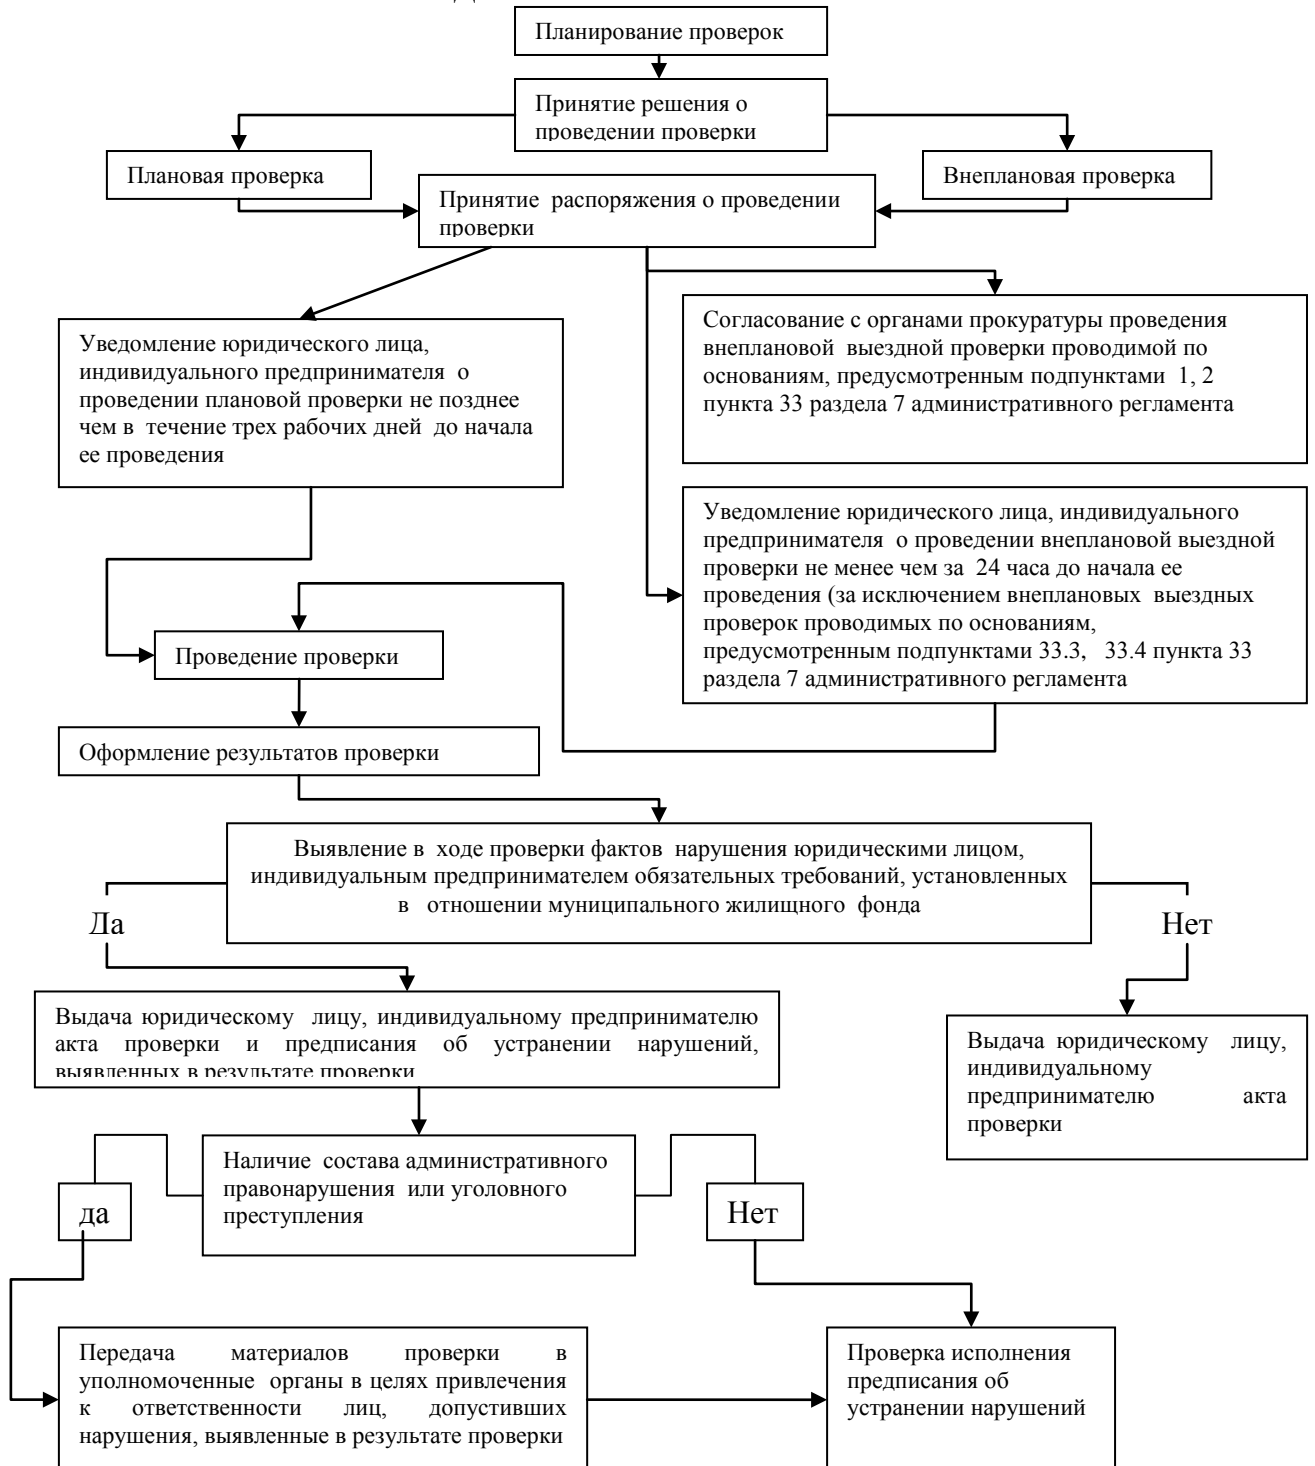 Планирование проверок
Принятие решения о
проведении проверки
Плановая проверка
Внеплановая проверка
Принятие распоряжения о проведении
проверки
Уведомление юридического лица,
индивидуального предпринимателя о
проведении плановой проверки не позднее
чем в течение трех рабочих дней до начала
ее проведения
Согласование с органами прокуратуры проведения
внеплановой выездной проверки проводимой по
основаниям, предусмотренным подпунктами 1, 2
пункта 33 раздела 7 административного регламента
Уведомление юридического лица, индивидуального
предпринимателя о проведении внеплановой выездной
проверки не менее чем за 24 часа до начала ее
проведения (за исключением внеплановых выездных
проверок проводимых по основаниям,
предусмотренным подпунктами 33.3, 33.4 пункта 33
раздела 7 административного регламента
Проведение проверки
Оформление результатов проверки
Выявление в ходе проверки фактов нарушения юридическими лицом,
индивидуальным предпринимателем обязательных требований, установленных
в отношении муниципального жилищного фонда
Да
Нет
Выдача юридическому лицу, индивидуальному предпринимателю
акта проверки и предписания об устранении нарушений,
выявленных в результате проверки
Выдача юридическому лицу,
индивидуальному
предпринимателю акта
проверки
Наличие состава административного
правонарушения или уголовного
преступления
да
Нет
Передача материалов проверки в
уполномоченные органы в целях привлечения
к ответственности лиц, допустивших
нарушения, выявленные в результате проверки
Проверка исполнения
предписания об
устранении нарушений